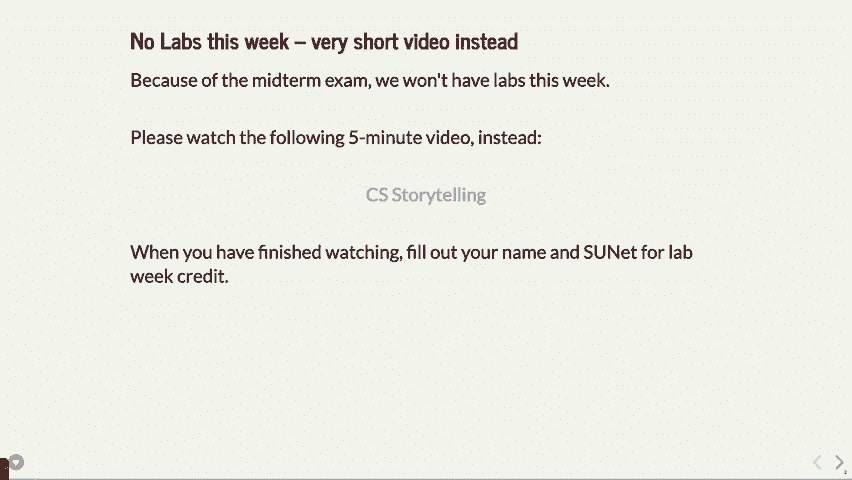 No Labs this week – very short video instead
Because of the midterm exam, we won't have labs this week.
Please watch the following 5-minute video, instead:
CS Storytelling
When you have finished watching, fill out your name and SUNet for lab
week credit.